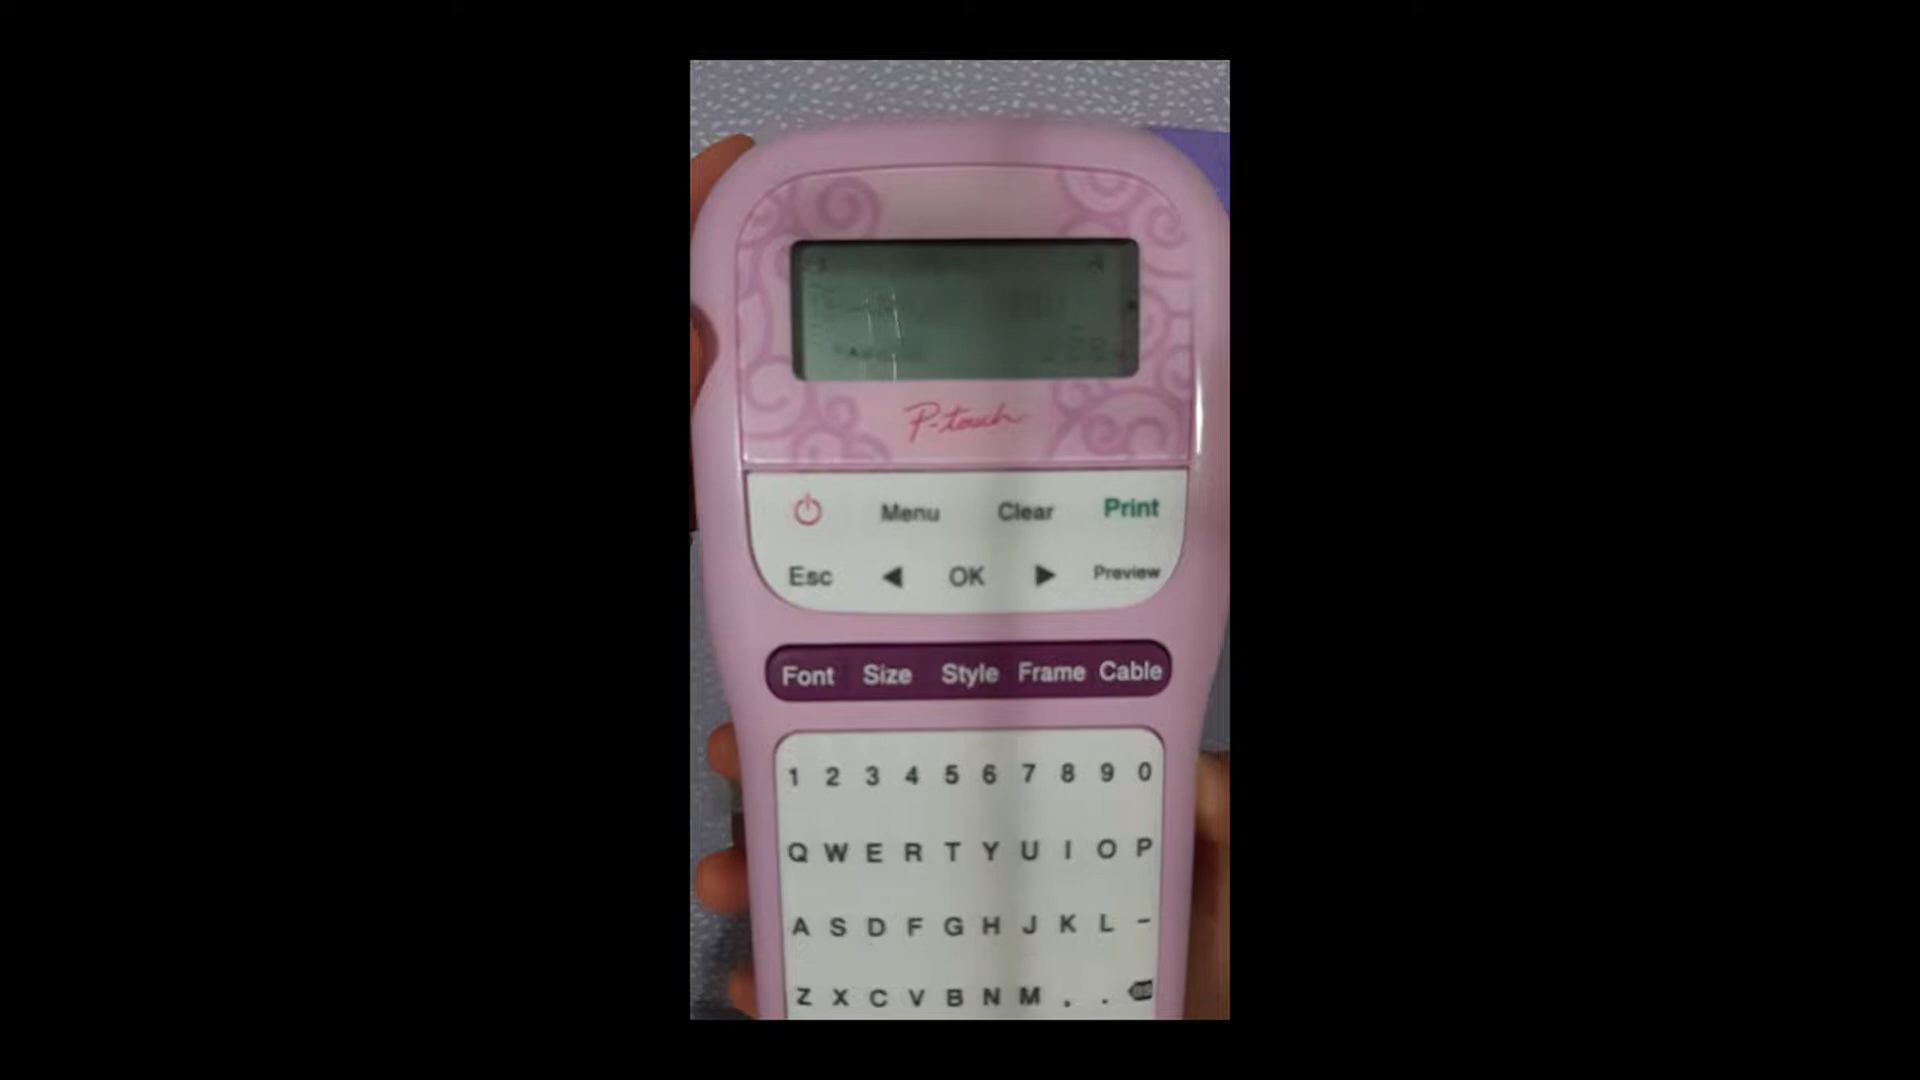 P-touch
Menu Clear Print
Esc ◀ OK ▶ Preview
Font Size Style Frame Cable
1 2 3 4 5 6 7 8 9 0
Q W E R T Y U I O P
A S D F G H J K L -
Z X C V B N M , .